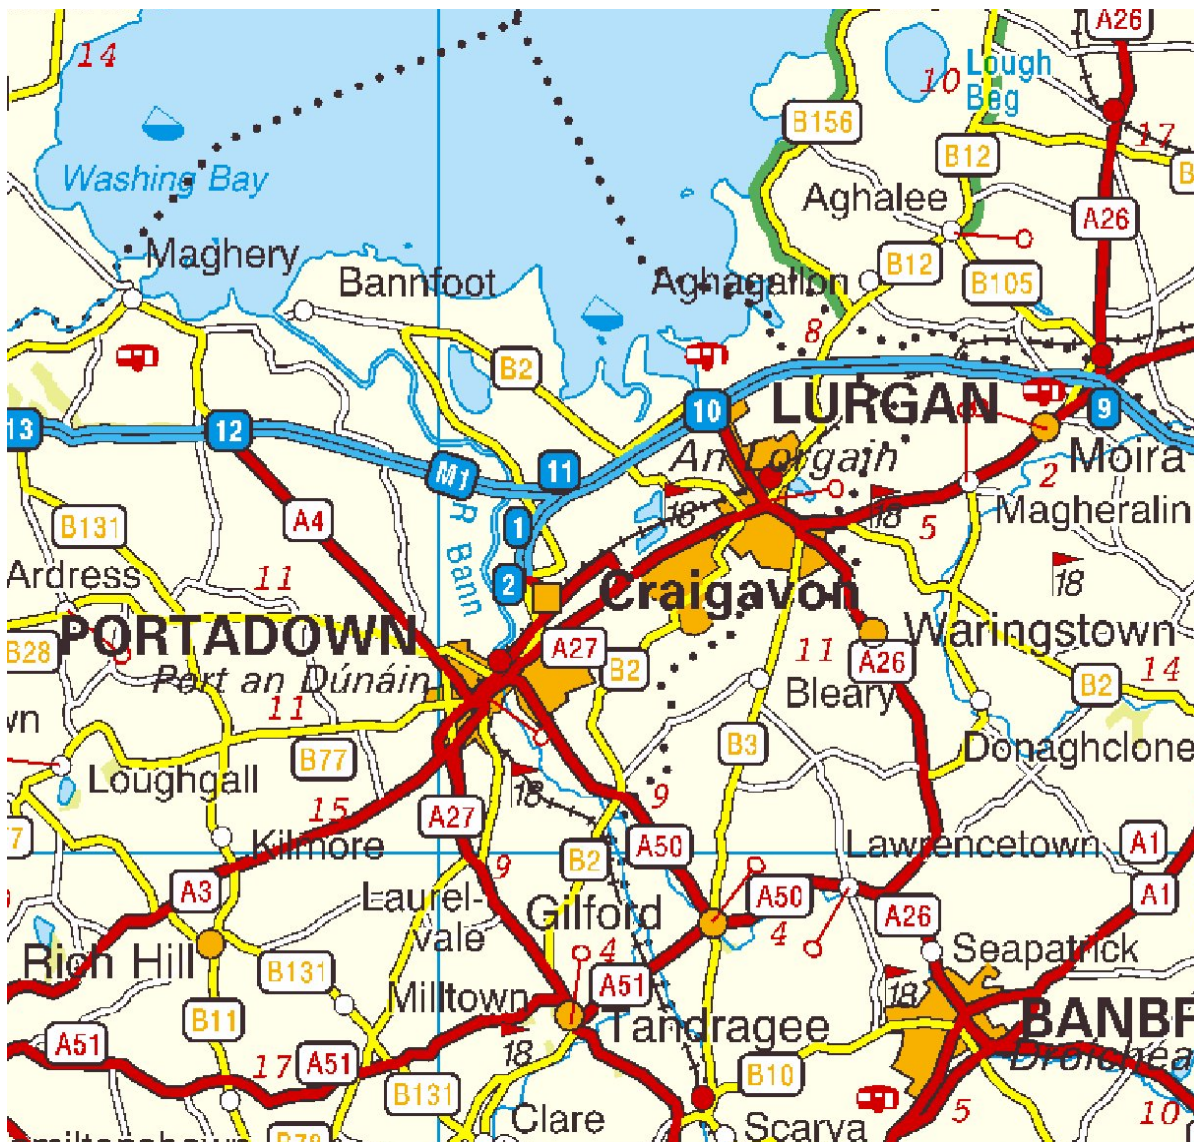 14
A26
10
Lough
Beg
B156
17
B12
Washing Bay
Aghalee
A26
Maghery
B12
Bannfoot
Aghagallon
B105
8
B2
10
LURGAN
9
13
12
An Lorgain
Moira
M1
11
2
18
18
Magheralin
B131
A4
1
5
R Bann
Ardress
11
2
18
Craigavon
PORTADOWN
A27
Waringstown
B28
B2
11
A26
14
Port an Dúnáin
Bleary
B2
11
wn
B77
B3
Donaghclone
Loughgall
18
9
15
A27
A50
Kilmore
Lawrencetown
A1
9
B2
A3
A50
A1
Laurel-
vale
Gilford
A26
4
4
Rich Hill
Seapatrick
B131
A51
Milltown
18
B11
Tandragee
BANBR
A51
18
Droichea
17
A51
B10
B131
5
10
Clare
Scarva
B78